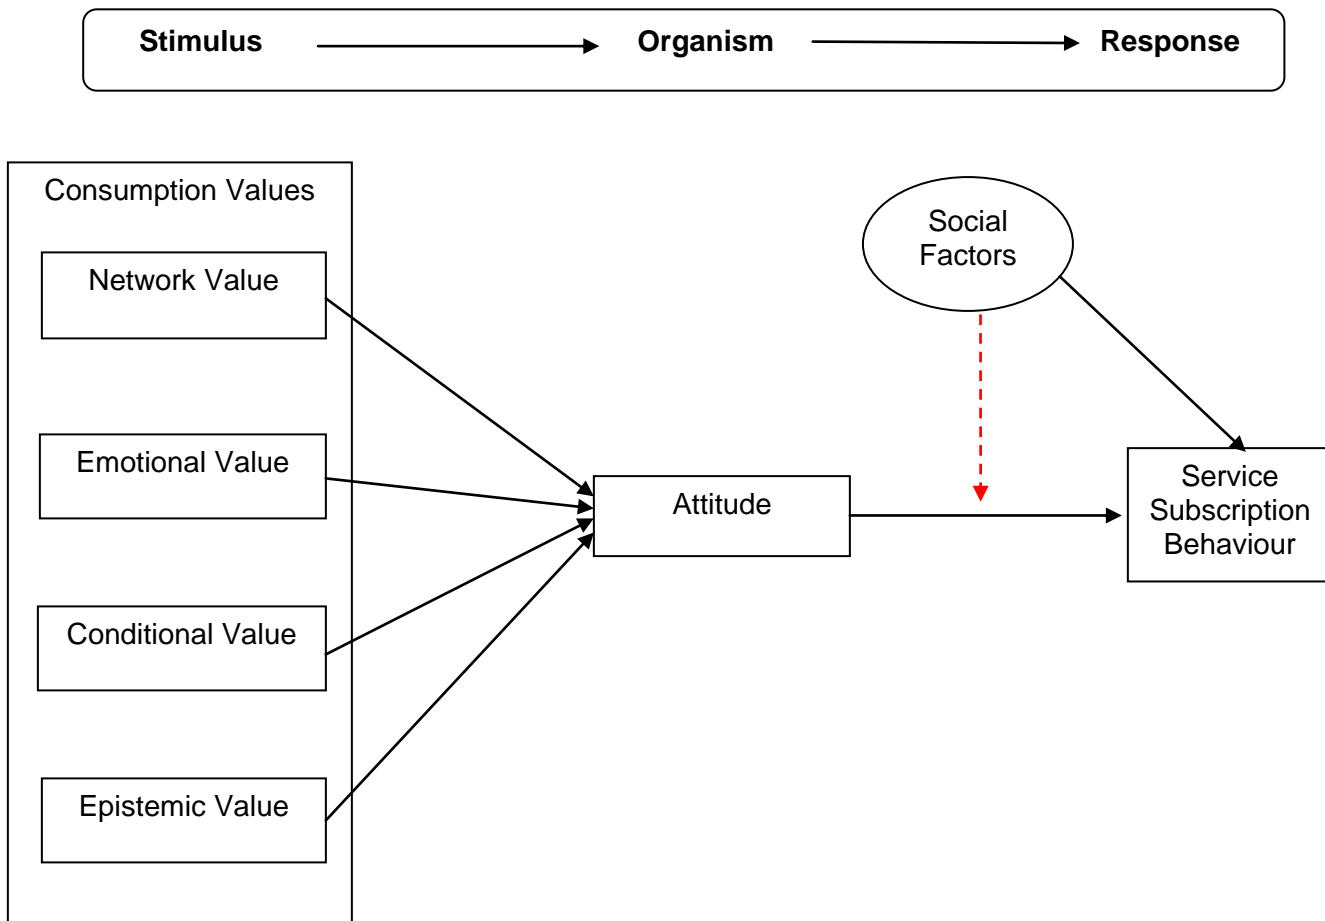 Stimulus Organism Response
Consumption Values
Network Value
Emotional Value
Conditional Value
Epistemic Value
Attitude
Social
Factors
Service
Subscription
Behaviour